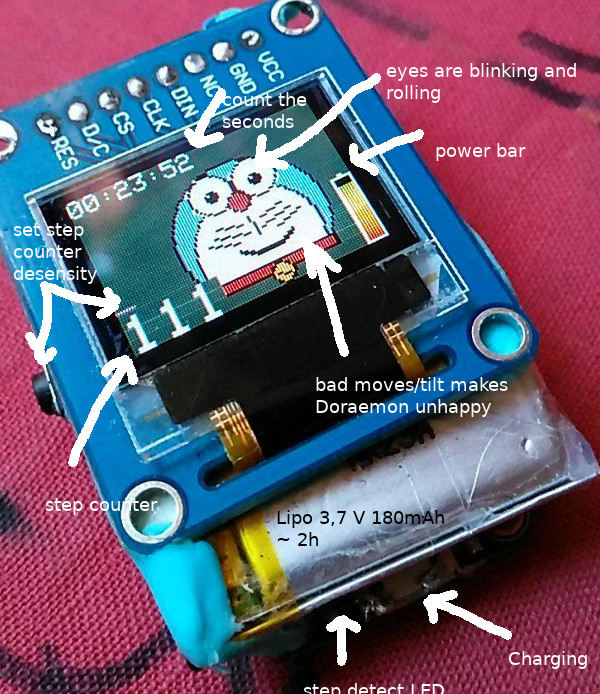 VCC
GND
NC
DIN
CLK
CS
D/C
RES
eyes are blinking and
rolling
count the
seconds
power bar
00:23:52
set step
counter
desensity
111
bad moves/tilt makes
Doraemon unhappy
step counter
Lipo 3,7 V 180mAh
~ 2h
Charging
step detect LED